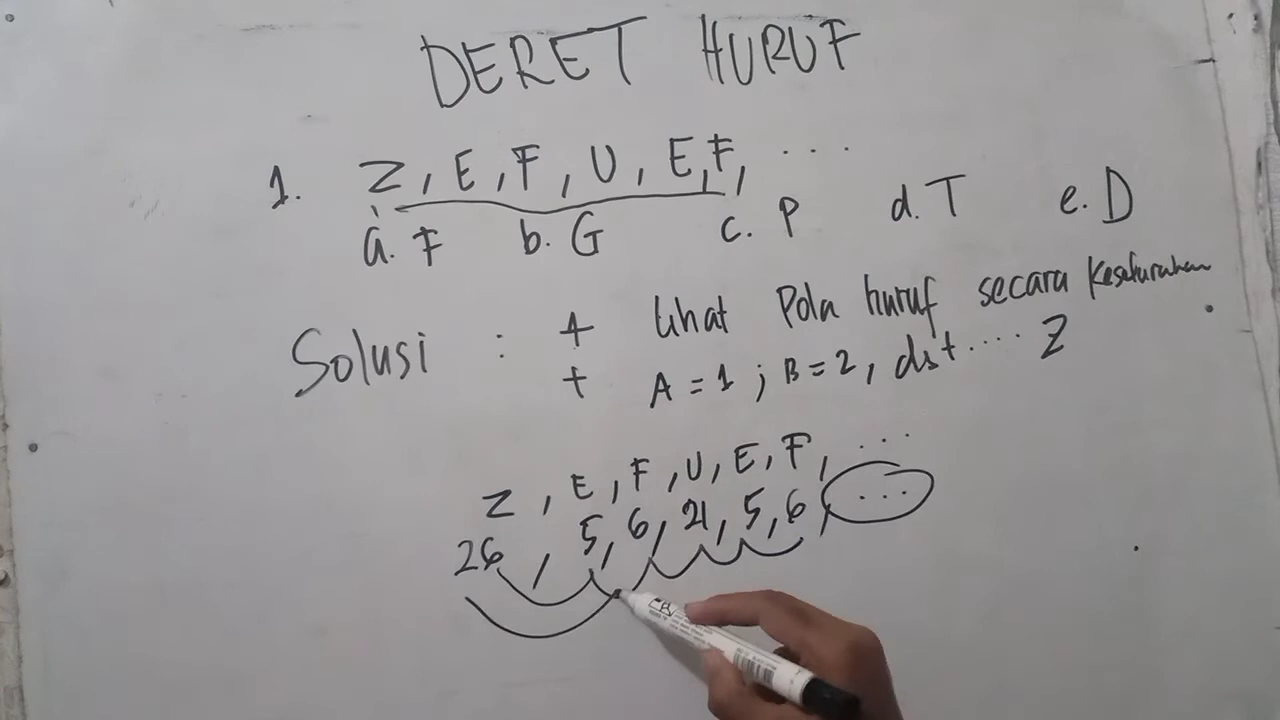 DERET HURUF
1. Z, E, F, U, E, F, ...
a. F b. G c. P d. T e. D
Solusi : + lihat Pola huruf secara Keseluruhan
+ A = 1 ; B = 2, dst .... Z
Z, E, F, U, E, F, ...
26, 5, 6, 21, 5, 6, ...